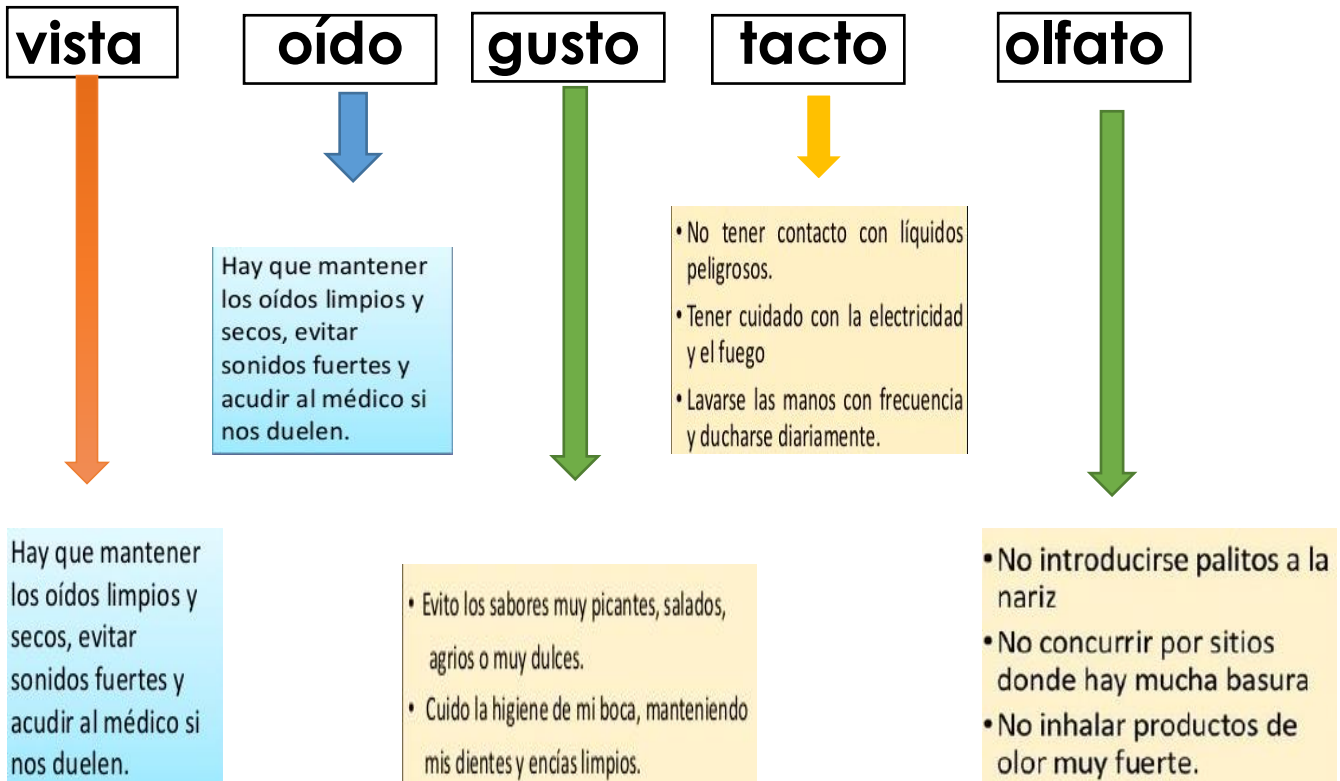 vista
oído
gusto
tacto
olfato
Hay que mantener
los oídos limpios y
secos, evitar
sonidos fuertes y
acudir al médico si
nos duelen.
• No tener contacto con líquidos
peligrosos.
• Tener cuidado con la electricidad
y el fuego
• Lavarse las manos con frecuencia
y ducharse diariamente.
Hay que mantener
los oídos limpios y
secos, evitar
sonidos fuertes y
acudir al médico si
nos duelen.
• Evito los sabores muy picantes, salados,
agrios o muy dulces.
• Cuido la higiene de mi boca, manteniendo
mis dientes y encías limpios.
• No introducirse palitos a la
nariz
• No concurrir por sitios
donde hay mucha basura
• No inhalar productos de
olor muy fuerte.